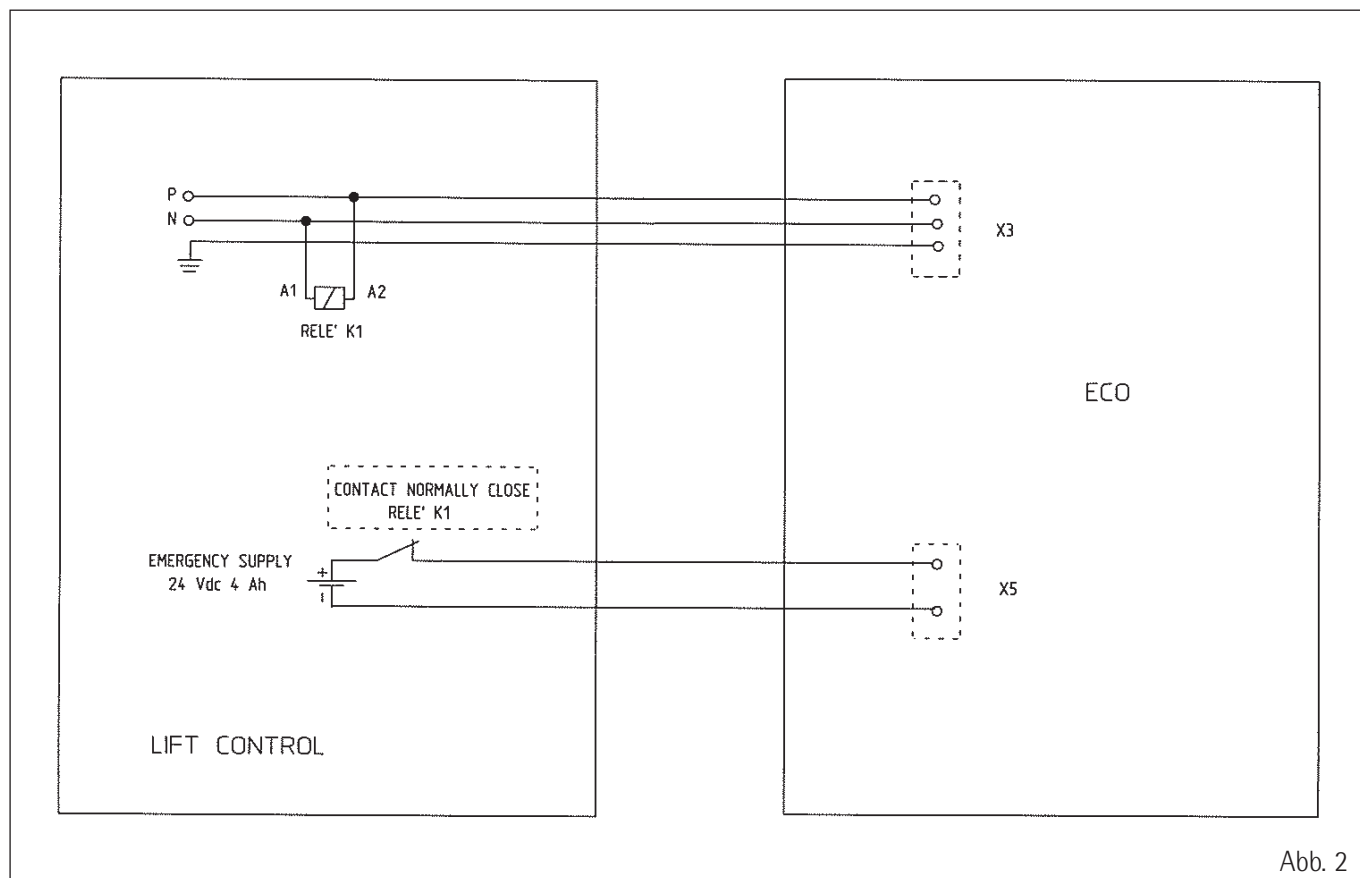 P
N
X3
A1
A2
RELE' K1
ECO
CONTACT NORMALLY CLOSE
RELE' K1
EMERGENCY SUPPLY
24 Vdc 4 Ah
+
-
X5
LIFT CONTROL
Abb. 2